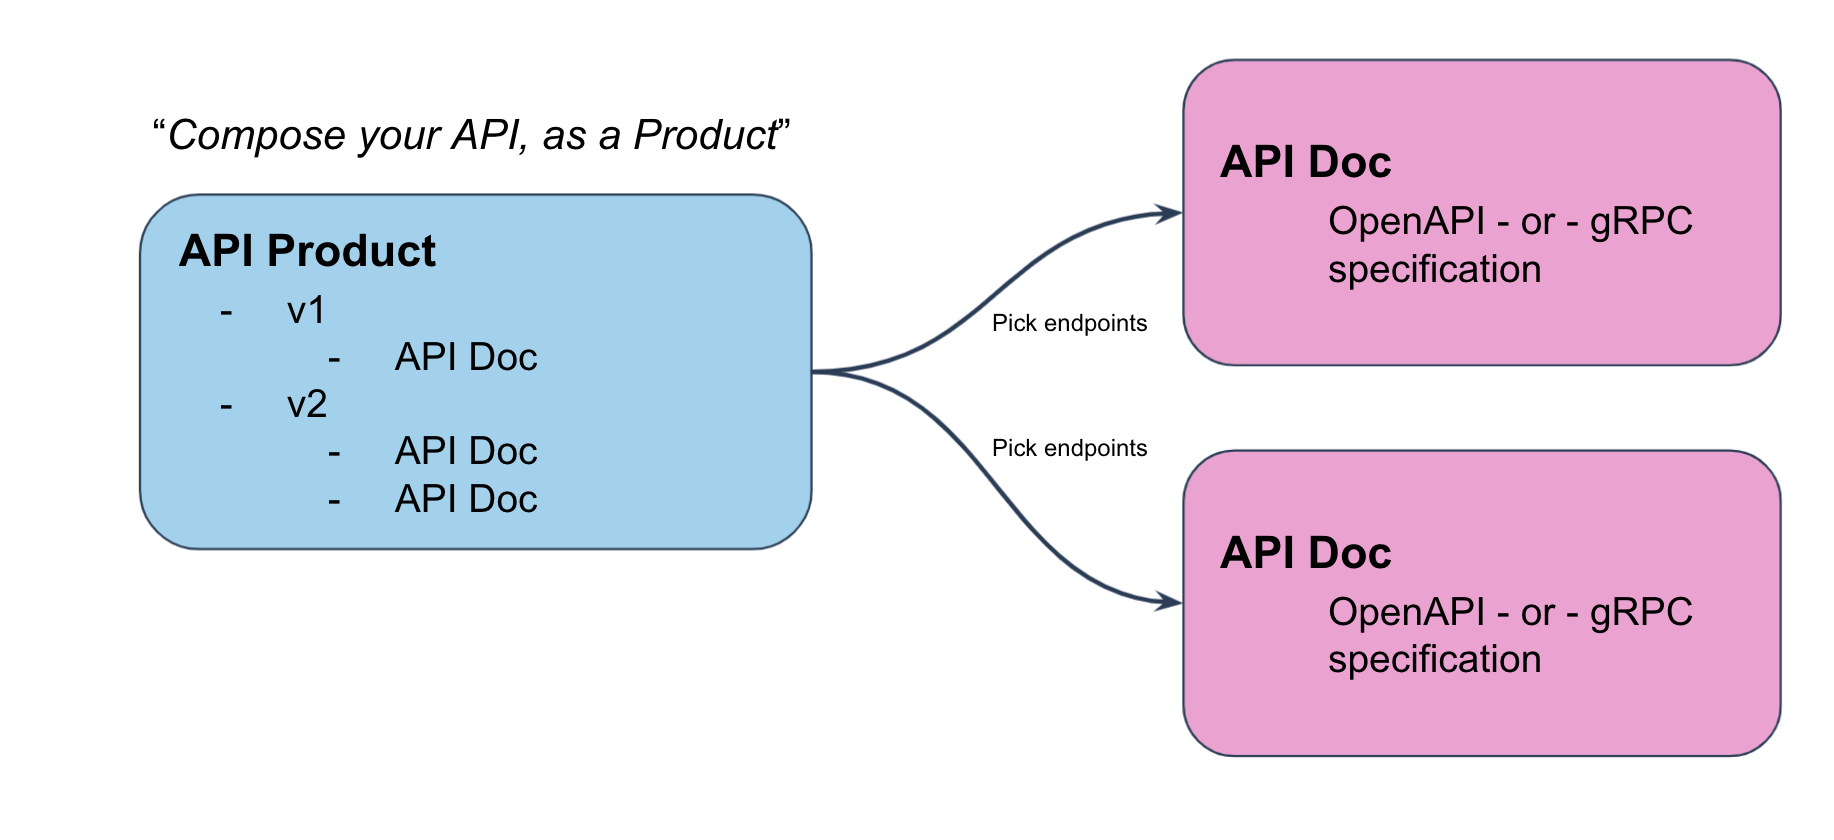 “Compose your API, as a Product”
API Product
- v1
- API Doc
- v2
- API Doc
- API Doc
Pick endpoints
Pick endpoints
API Doc
OpenAPI - or - gRPC
specification
API Doc
OpenAPI - or - gRPC
specification